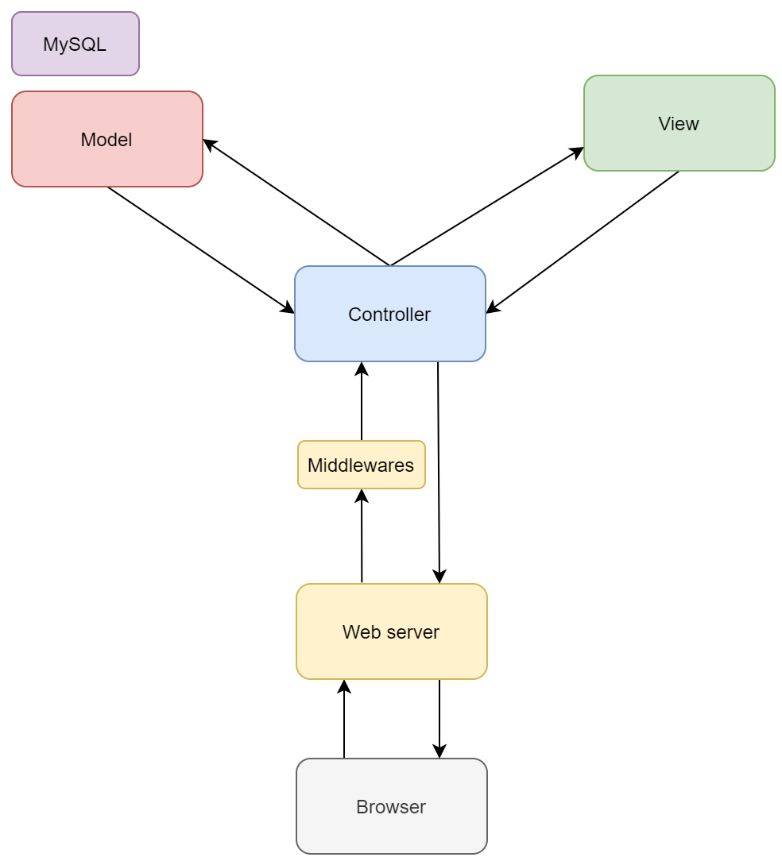 MySQL
Model
View
Controller
Middlewares
Web server
Browser